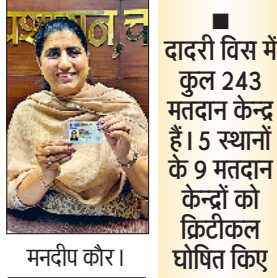 मनदीप कौर।
दादरी विस में
कुल 243
मतदान केन्द्र
हैं। 5 स्थानों
के 9 मतदान
केन्द्रों को
क्रिटीकल
घोषित किए